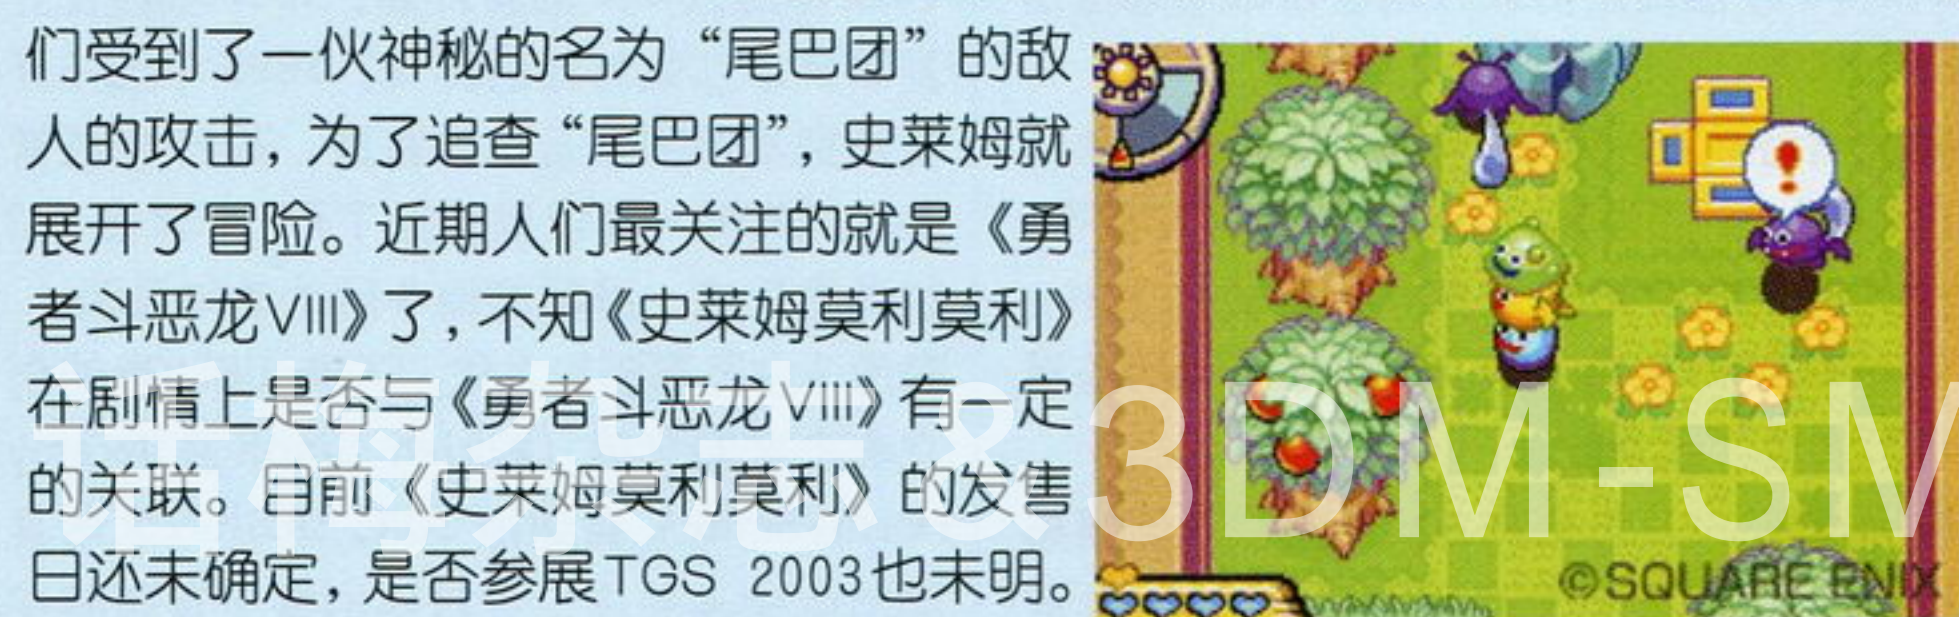 们受到了一伙神秘的名为“尾巴团”的敌
人的攻击，为了追查“尾巴团”，史莱姆就
展开了冒险。近期人们最关注的就是《勇
者斗恶龙VIII》了，不知《史莱姆莫利莫利》
在剧情上是否与《勇者斗恶龙VIII》有一定
的关联。目前《史莱姆莫利莫利》的发售
日还未确定，是否参展TGS 2003也未明。
!
话梅杂志&3DM-SM
©SQUARE ENIX